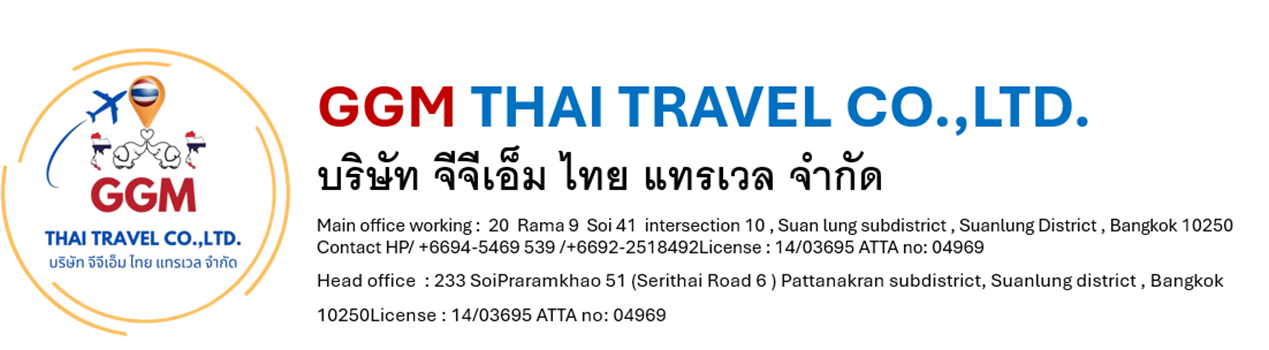 GGM
THAI TRAVEL CO.,LTD.
บริษัท จีจีเอ็ม ไทย แทรเวล จำกัด
GGM THAI TRAVEL CO.,LTD.
บริษัท จีจีเอ็ม ไทย แทรเวล จำกัด
Main office working : 20 Rama 9 Soi 41 intersection 10 , Suan lung subdistrict , Suanlung District , Bangkok 10250
Contact HP/ +6694-5469 539 /+6692-2518492License : 14/03695 ATTA no: 04969
Head office : 233 SoiPraramkhao 51 (Serithai Road 6 ) Pattanakran subdistrict, Suanlung district , Bangkok
10250License : 14/03695 ATTA no: 04969